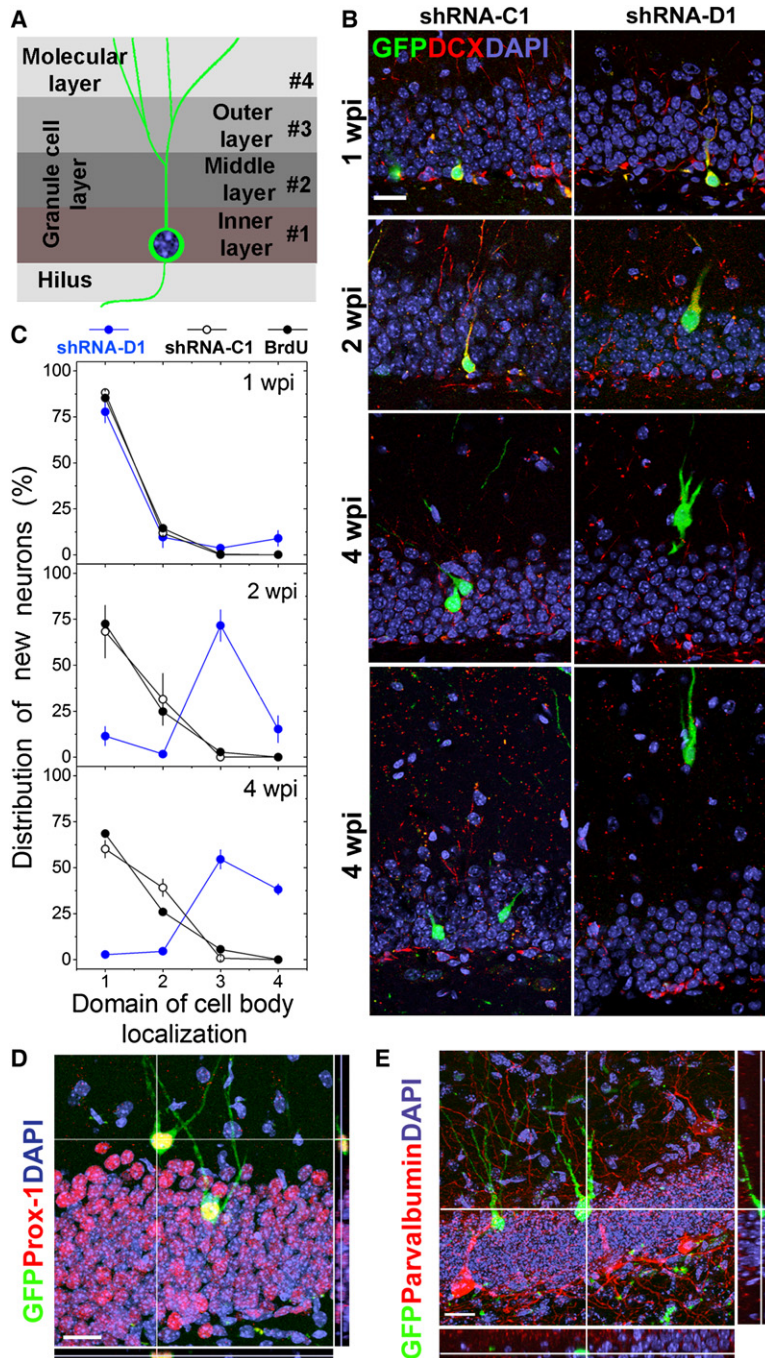 A
Molecular layer
#4
Outer layer
#3
Middle layer
#2
Inner layer
#1
Granule cell layer
Hilus
B
shRNA-C1
shRNA-D1
GFPDCXDAPI
1 wpi
2 wpi
4 wpi
4 wpi
C
shRNA-D1
shRNA-C1
BrdU
1 wpi
100
75
50
25
0
2 wpi
100
75
50
25
0
4 wpi
100
75
50
25
0
Distribution of new neurons (%)
1 2 3 4
Domain of cell body
localization
D
GFPProx-1DAPI
E
GFPParvalbuminDAPI